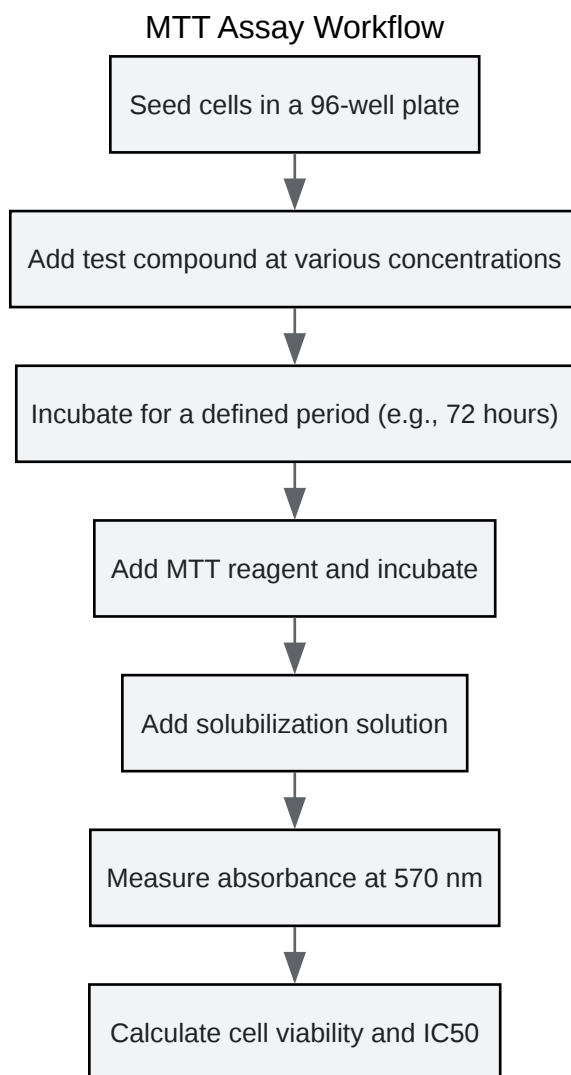 MTT Assay Workflow
Seed cells in a 96-well plate
Add test compound at various concentrations
Incubate for a defined period (e.g., 72 hours)
Add MTT reagent and incubate
Add solubilization solution
Measure absorbance at 570 nm
Calculate cell viability and IC50